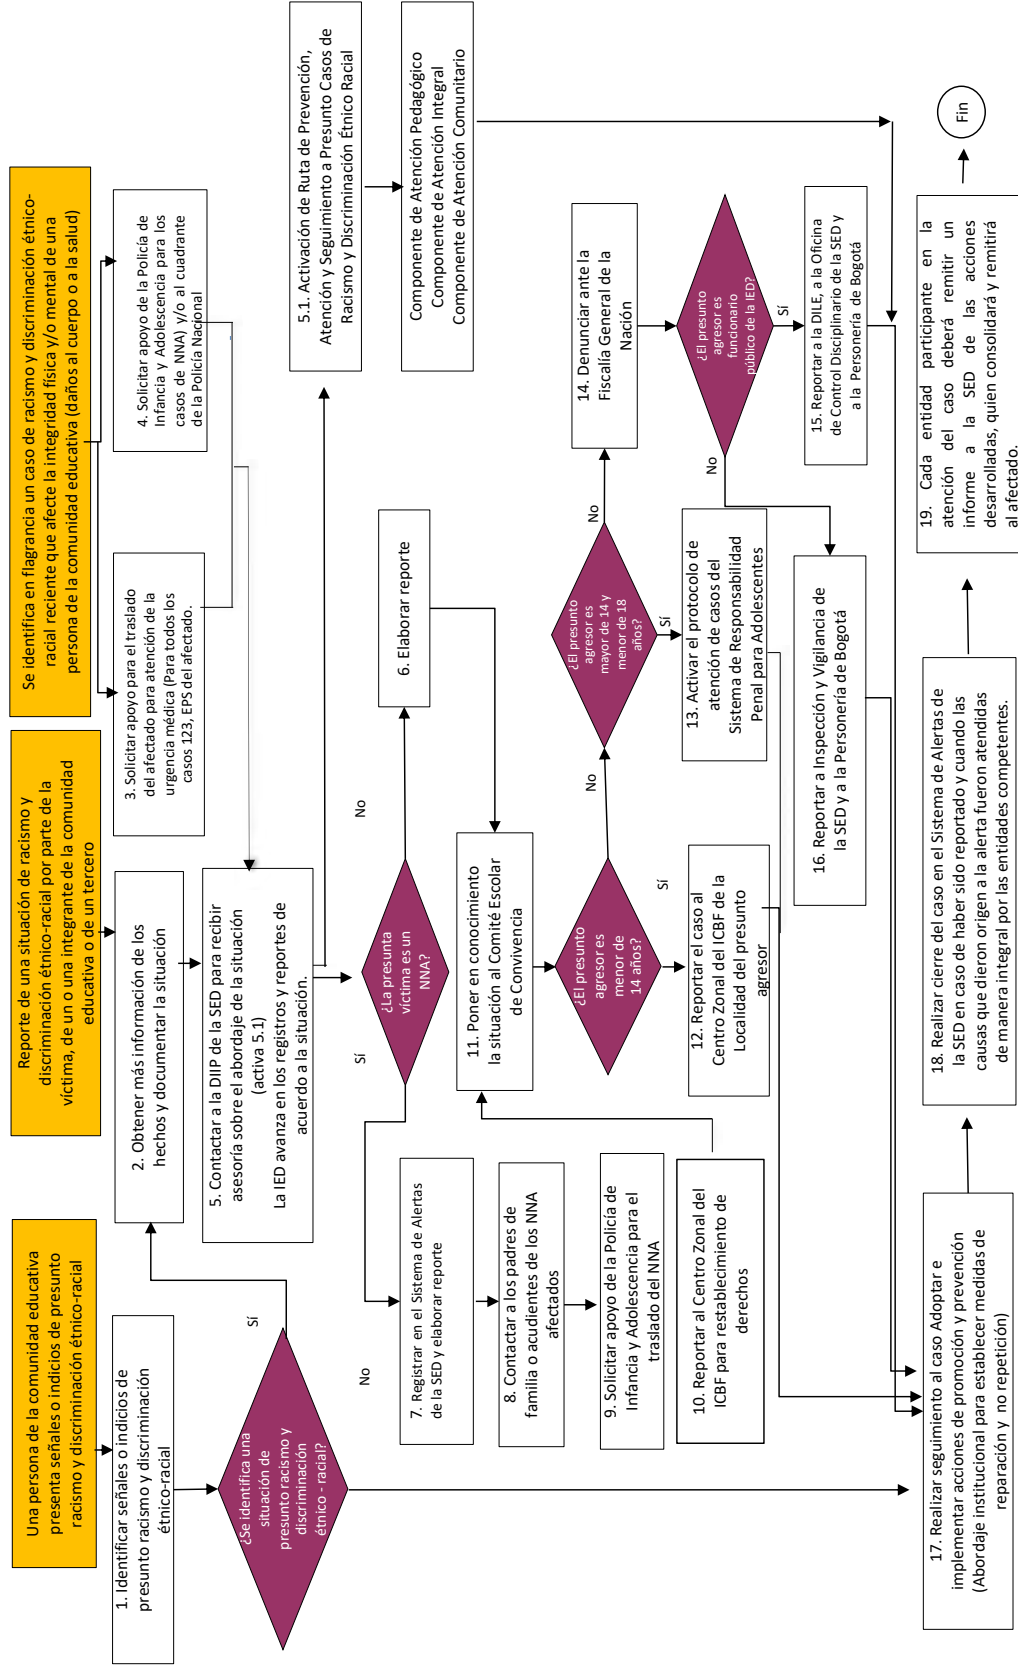 Una persona de la comunidad educativa
presenta señales o indicios de presunto
racismo y discriminación étnico-racial
Reporte de una situación de racismo y
discriminación étnico-racial por parte de la
víctima, de un o una integrante de la comunidad
educativa o de un tercero
Se identifica en flagrancia un caso de racismo y discriminación étnico-
racial reciente que afecte la integridad física y/o mental de una
persona de la comunidad educativa (daños al cuerpo o a la salud)
1. Identificar señales o indicios de
presunto racismo y discriminación
étnico-racial
2. Obtener más información de los
hechos y documentar la situación
3. Solicitar apoyo para el traslado
del afectado para atención de la
urgencia médica (Para todos los
casos 123, EPS del afectado.
4. Solicitar apoyo de la Policía de
Infancia y Adolescencia para los
casos de NNA) y/o al cuadrante
de la Policía Nacional
¿Se identifica una
situación de
presunto racismo y
discriminación
étnico - racial?
Sí
No
5. Contactar a la DIIP de la SED para recibir
asesoría sobre el abordaje de la situación
(activa 5.1)
La IED avanza en los registros y reportes de
acuerdo a la situación.
5.1. Activación de Ruta de Prevención,
Atención y Seguimiento a Presunto Casos de
Racismo y Discriminación Étnico Racial
Componente de Atención Pedagógico
Componente de Atención Integral
Componente de Atención Comunitario
¿La presunta
víctima es un
NNA?
Sí
No
6. Elaborar reporte
7. Registrar en el Sistema de Alertas
de la SED y elaborar reporte
8. Contactar a los padres de
familia o acudientes de los NNA
afectados
9. Solicitar apoyo de la Policía de
Infancia y Adolescencia para el
traslado del NNA
10. Reportar al Centro Zonal del
ICBF para restablecimiento de
derechos
11. Poner en conocimiento
la situación al Comité Escolar
de Convivencia
¿El presunto
agresor es
menor de
14 años?
Sí
No
12. Reportar el caso al
Centro Zonal del ICBF de la
Localidad del presunto
agresor
¿El presunto
agresor es
mayor de 14 y
menor de 18
años?
Sí
No
13. Activar el protocolo de
atención de casos del
Sistema de Responsabilidad
Penal para Adolescentes
14. Denunciar ante la
Fiscalía General de la
Nación
¿El presunto
agresor es
funcionario
público de la IED?
Sí
No
15. Reportar a la DILE, a la Oficina
de Control Disciplinario de la SED y
a la Personería de Bogotá
16. Reportar a Inspección y Vigilancia de
la SED y a la Personería de Bogotá
17. Realizar seguimiento al caso Adoptar e
implementar acciones de promoción y prevención
(Abordaje institucional para establecer medidas de
reparación y no repetición)
18. Realizar cierre del caso en el Sistema de Alertas de
la SED en caso de haber sido reportado y cuando las
causas que dieron origen a la alerta fueron atendidas
de manera integral por las entidades competentes.
19. Cada entidad participante en la
atención del caso deberá remitir un
informe a la SED de las acciones
desarrolladas, quien consolidará y remitirá
al afectado.
Fin